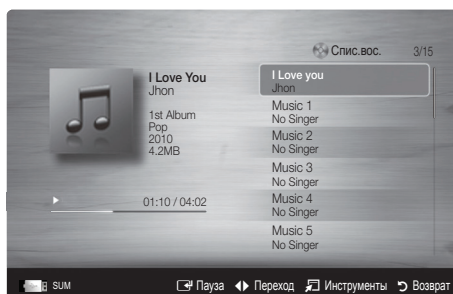 Спис.вос. 3/15
I Love You
Jhon
1st Album
Pop
2010
4.2MB
01:10 / 04:02
I Love you
Jhon
Music 1
No Singer
Music 2
No Singer
Music 3
No Singer
Music 4
No Singer
Music 5
No Singer
SUM Пауза Переход Инструменты Возврат